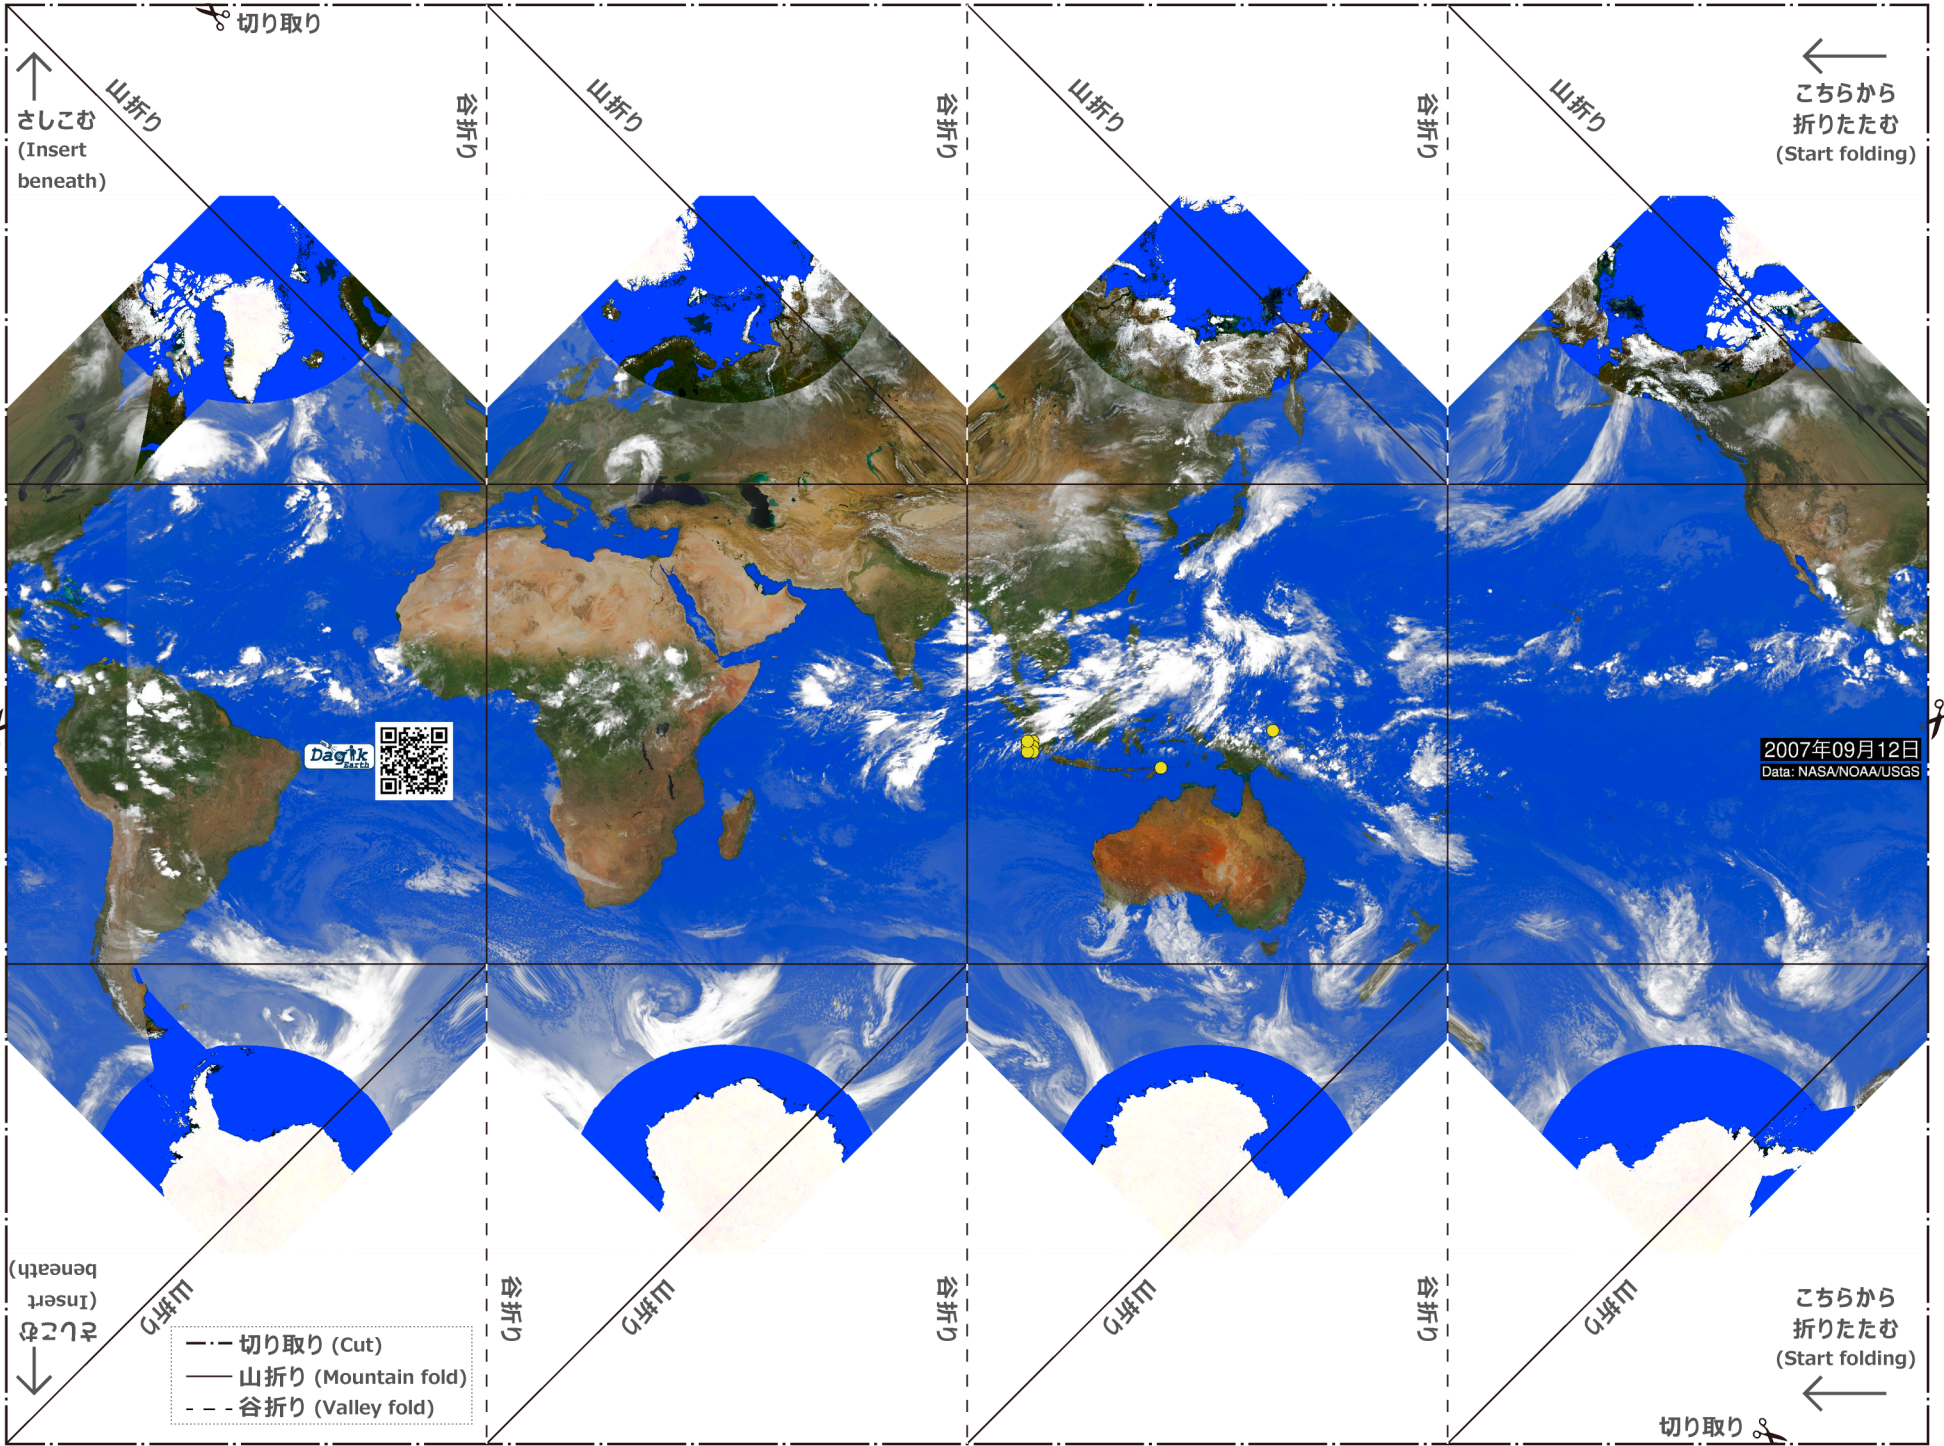 切り取り
山折り
谷折り
山折り
谷折り
山折り
谷折り
山折り
さしこむ
(Insert
beneath)
こちらから
折りたたむ
(Start folding)
Dagik
Earth
2007年09月12日
Data: NASA/NOAA/USGS
さしこむ
(Insert
beneath)
山折り
谷折り
山折り
谷折り
山折り
谷折り
山折り
こちらから
折りたたむ
(Start folding)
切り取り (Cut)
山折り (Mountain fold)
谷折り (Valley fold)
切り取り